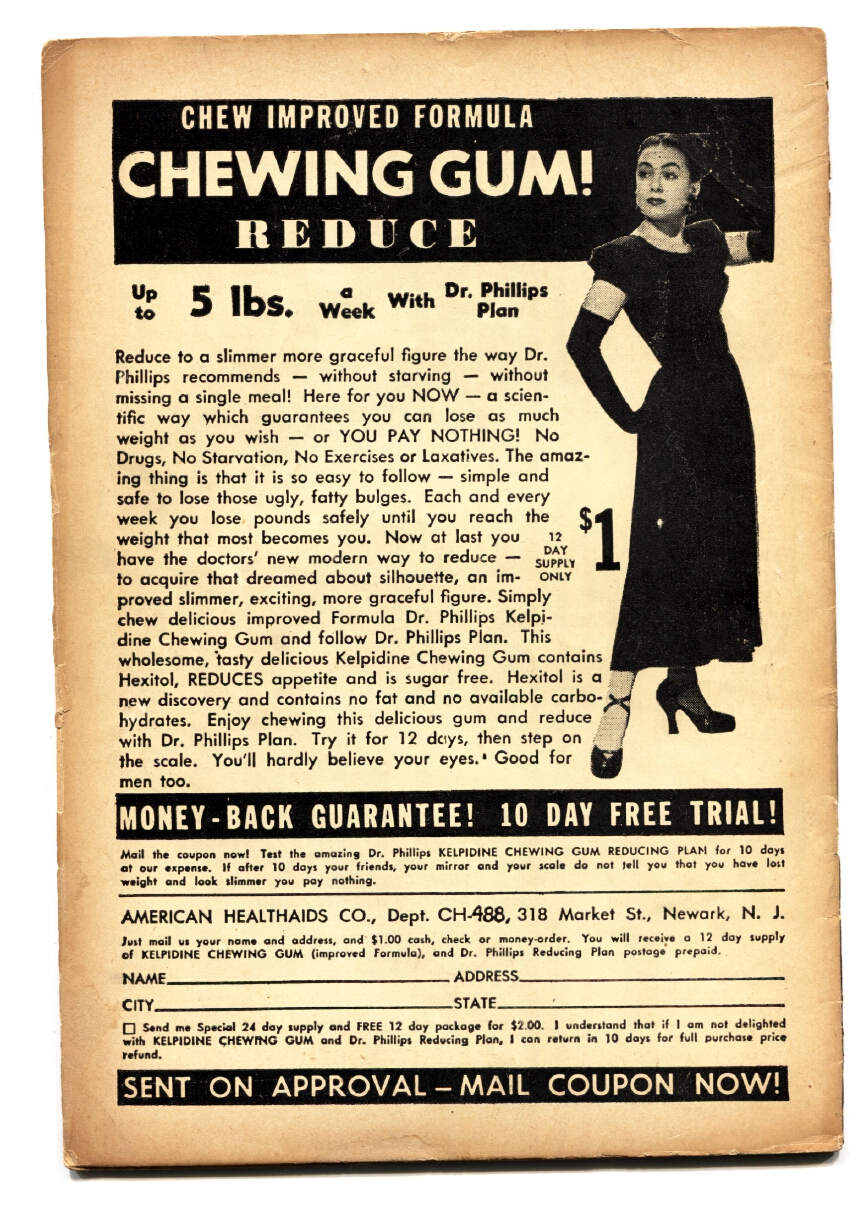 CHEW IMPROVED FORMULA
CHEWING GUM!
REDUCE
Up to 5 lbs. a Week With Dr. Phillips Plan
Reduce to a slimmer more graceful figure the way Dr.
Phillips recommends — without starving — without
missing a single meal! Here for you NOW — a scien-
tific way which guarantees you can lose as much
weight as you wish — or YOU PAY NOTHING! No
Drugs, No Starvation, No Exercises or Laxatives. The amaz-
ing thing is that it is so easy to follow — simple and
safe to lose those ugly, fatty bulges. Each and every
week you lose pounds safely until you reach the
weight that most becomes you. Now at last you
have the doctors' new modern way to reduce —
to acquire that dreamed about silhouette, an im-
proved slimmer, exciting, more graceful figure. Simply
chew delicious improved Formula Dr. Phillips Kelpi-
dine Chewing Gum and follow Dr. Phillips Plan. This
wholesome, tasty delicious Kelpidine Chewing Gum contains
Hexitol, REDUCES appetite and is sugar free. Hexitol is a
new discovery and contains no fat and no available carbo-
hydrates. Enjoy chewing this delicious gum and reduce
with Dr. Phillips Plan. Try it for 12 days, then step on
the scale. You'll hardly believe your eyes. Good for
men too.
$1
12
DAY
SUPPLY
ONLY
MONEY-BACK GUARANTEE! 10 DAY FREE TRIAL!
Mail the coupon now! Test the amazing Dr. Phillips KELPIDINE CHEWING GUM REDUCING PLAN for 10 days
at our expense. If after 10 days your friends, your mirror and your scale do not tell you that you have lost
weight and look slimmer you pay nothing.
AMERICAN HEALTHAIDS CO., Dept. CH-488, 318 Market St., Newark, N. J.
Just mail us your name and address, and $1.00 cash, check or money-order. You will receive a 12 day supply
of KELPIDINE CHEWING GUM (improved Formula), and Dr. Phillips Reducing Plan postage prepaid.
NAME ADDRESS
CITY STATE
Send me Special 24 day supply and FREE 12 day package for $2.00. I understand that if I am not delighted
with KELPIDINE CHEWING GUM and Dr. Phillips Reducing Plan, I can return in 10 days for full purchase price
refund.
SENT ON APPROVAL — MAIL COUPON NOW!